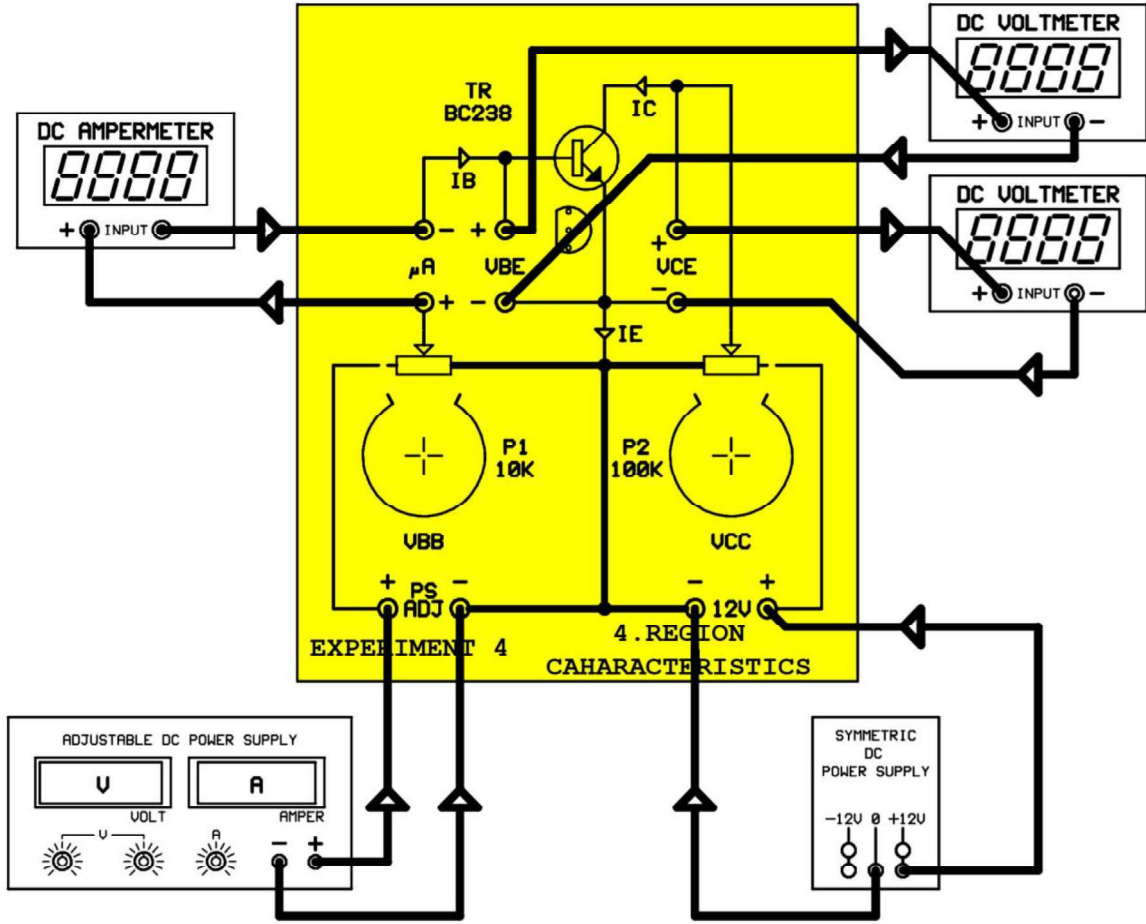 DC VOLTMETER
8888
+ INPUT −
DC AMPERMETER
8888
+ INPUT −
TR
BC238
IC
IB
− +
+
μA VBE VCE
+ − −
IE
DC VOLTMETER
8888
+ INPUT −
P1
10K
P2
100K
VBB VCC
+ PS − − +
ADJ 12V
EXPERIMENT 4
4.REGION
CAHARACTERISTICS
ADJUSTABLE DC POWER SUPPLY
V A
VOLT AMPER
V A − +
SYMMETRIC
DC
POWER SUPPLY
−12V 0 +12V